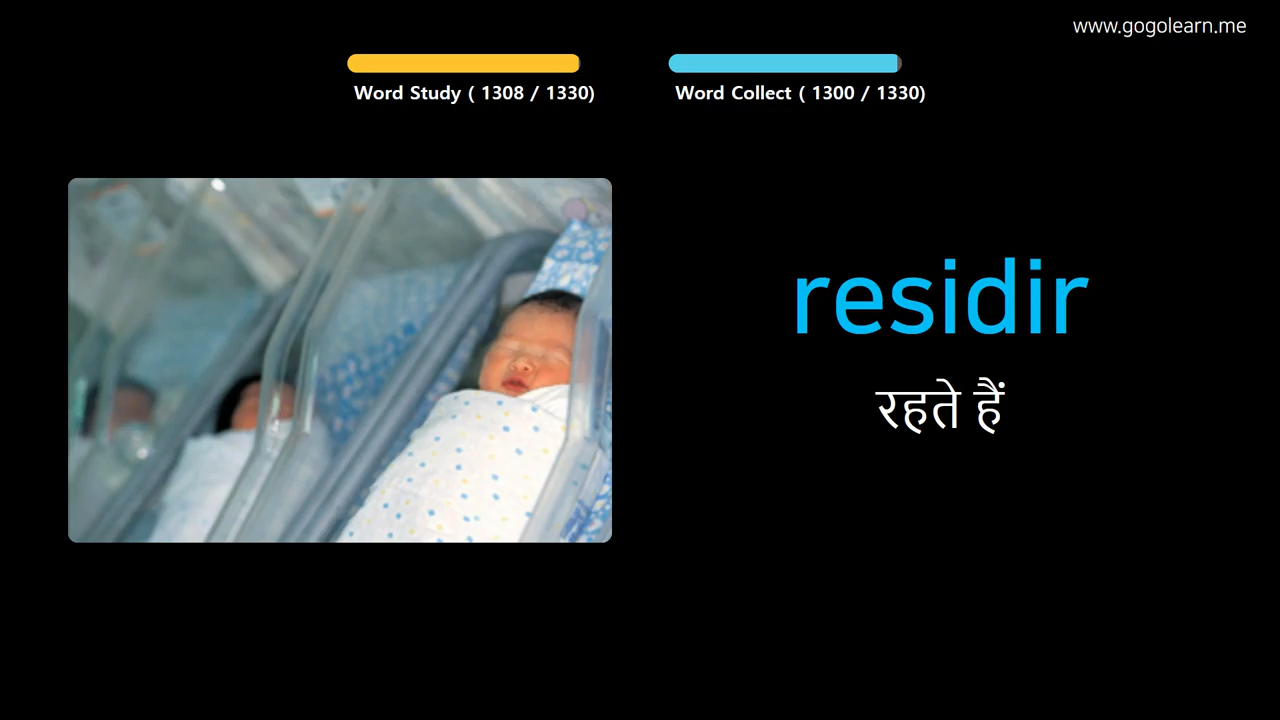 www.gogolearn.me
Word Study ( 1308 / 1330)
Word Collect ( 1300 / 1330)
residir
रहते हैं